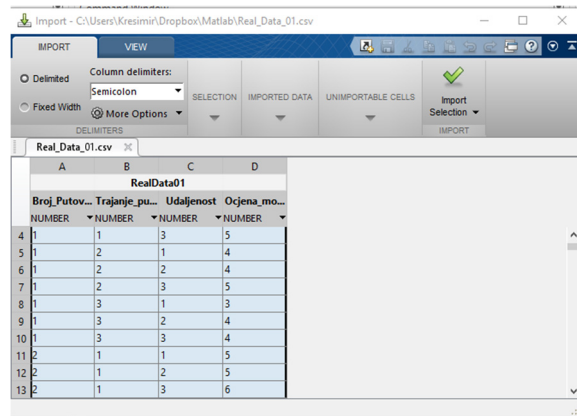 Import - C:\Users\Kresimir\Dropbox\Matlab\Real_Data_01.csv
IMPORT VIEW
Delimited
Column delimiters:
Semicolon
Fixed Width
More Options
DELIMITERS
SELECTION
IMPORTED DATA
UNIMPORTABLE CELLS
Import
Selection
IMPORT
Real_Data_01.csv
A B C D
RealData01
Broj_Putov... Trajanje_pu... Udaljenost Ocjena_mo...
NUMBER NUMBER NUMBER NUMBER
4 1 1 3 5
5 1 2 1 4
6 1 2 2 4
7 1 2 3 5
8 1 3 1 3
9 1 3 2 4
10 1 3 3 4
11 2 1 1 5
12 2 1 2 5
13 2 1 3 6